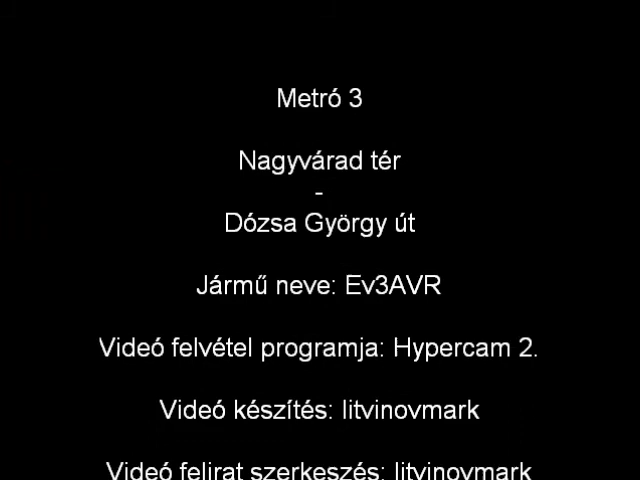 Metró 3
Nagyvárad tér
-
Dózsa György út
Jármű neve: Ev3AVR
Videó felvétel programja: Hypercam 2.
Videó készítés: litvinovmark
Videó felirat szerkeszés: litvinovmark